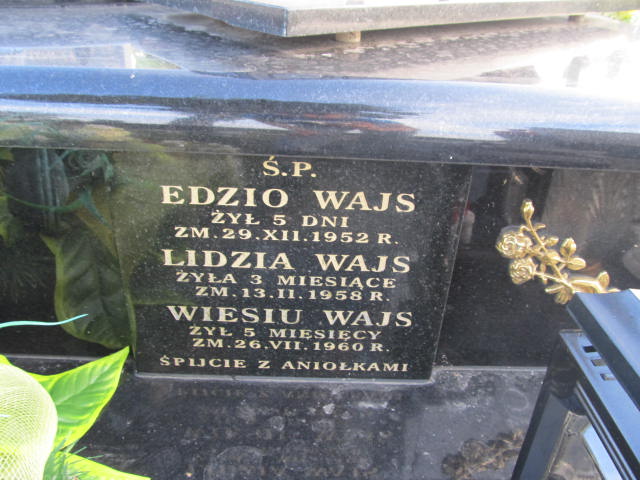 Ś.P.
EDZIO WAJS
ŻYŁ 5 DNI
ZM. 29.XII.1952 R.
LIDZIA WAJS
ŻYŁA 3 MIESIĄCE
ZM 13.II.1958 R
WIESIU WAJS
ŻYŁ 5 MIESIĘCY
ZM. 26.VII.1960 R.
ŚPIJCIE Z ANIOŁKAMI